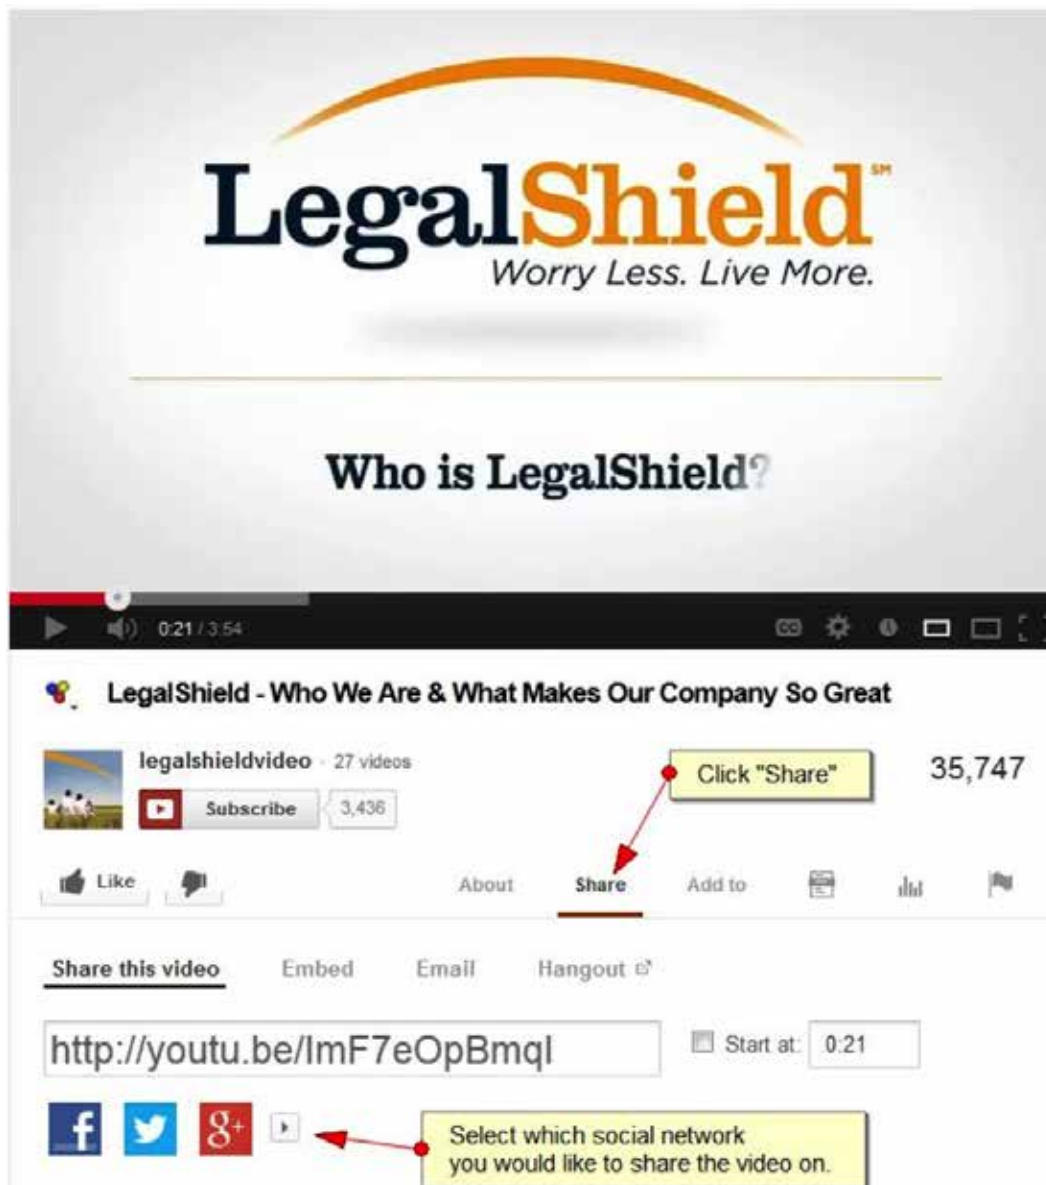 LegalShield℠
Worry Less. Live More.
Who is LegalShield?
0:21 / 3:54
CC
LegalShield - Who We Are & What Makes Our Company So Great
legalshieldvideo · 27 videos
Click "Share"
35,747
Subscribe
3,436
Like
About
Share
Add to
Share this video
Embed
Email
Hangout
http://youtu.be/ImF7eOpBmqI
Start at: 0:21
f
g+
Select which social network
you would like to share the video on.